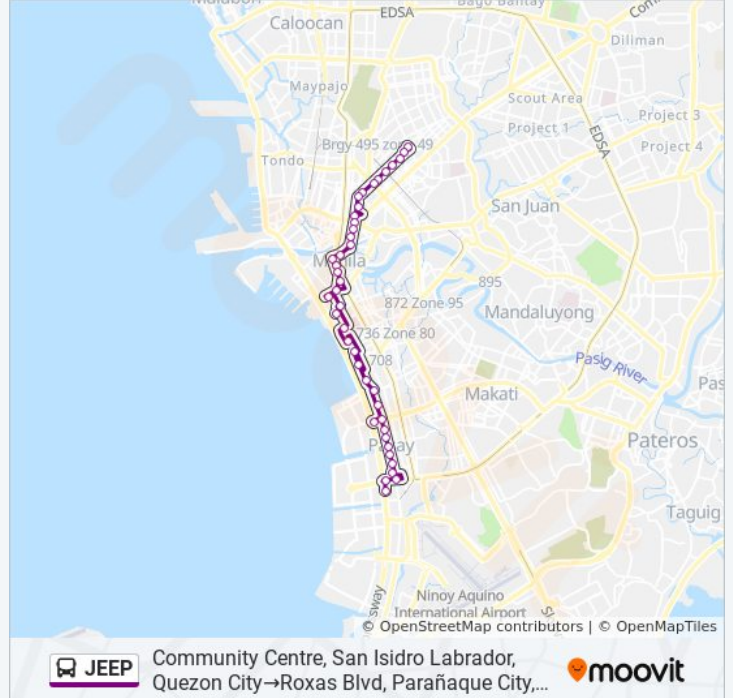 Caloocan
EDSA
Bago Bantay
Diliman
Maypajo
Scout Area
Project 1
EDSA
Project 3
Project 4
Brgy 495 zone 49
Tondo
San Juan
Manila
895
872 Zone 95
Mandaluyong
736 Zone 80
708
Pasig River
Pas
Makati
Pasay
Pateros
Taguig
Ninoy Aquino
International Airport
sway
© OpenStreetMap contributors | © OpenMapTiles
JEEP
Community Centre, San Isidro Labrador,
Quezon City→Roxas Blvd, Parañaque City,...
moovit